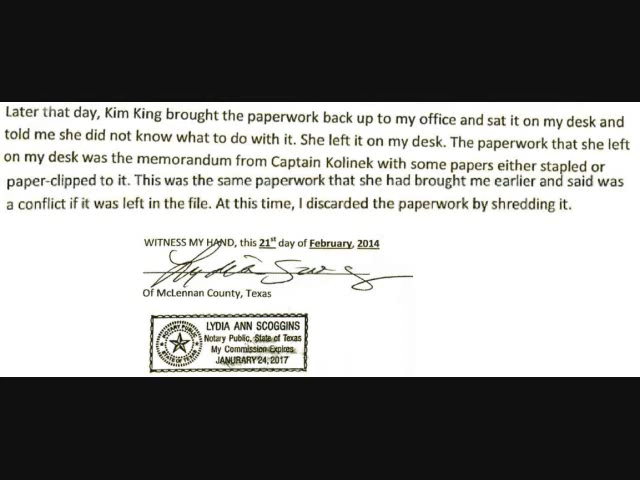 Later that day, Kim King brought the paperwork back up to my office and sat it on my desk and
told me she did not know what to do with it. She left it on my desk. The paperwork that she left
on my desk was the memorandum from Captain Kolinek with some papers either stapled or
paper-clipped to it. This was the same paperwork that she had brought me earlier and said was
a conflict if it was left in the file. At this time, I discarded the paperwork by shredding it.
WITNESS MY HAND, this 21st day of February, 2014
Of McLennan County, Texas
NOTARY PUBLIC
STATE OF TEXAS
LYDIA ANN SCOGGINS
Notary Public, State of Texas
My Commission Expires
JANURARY 24, 2017